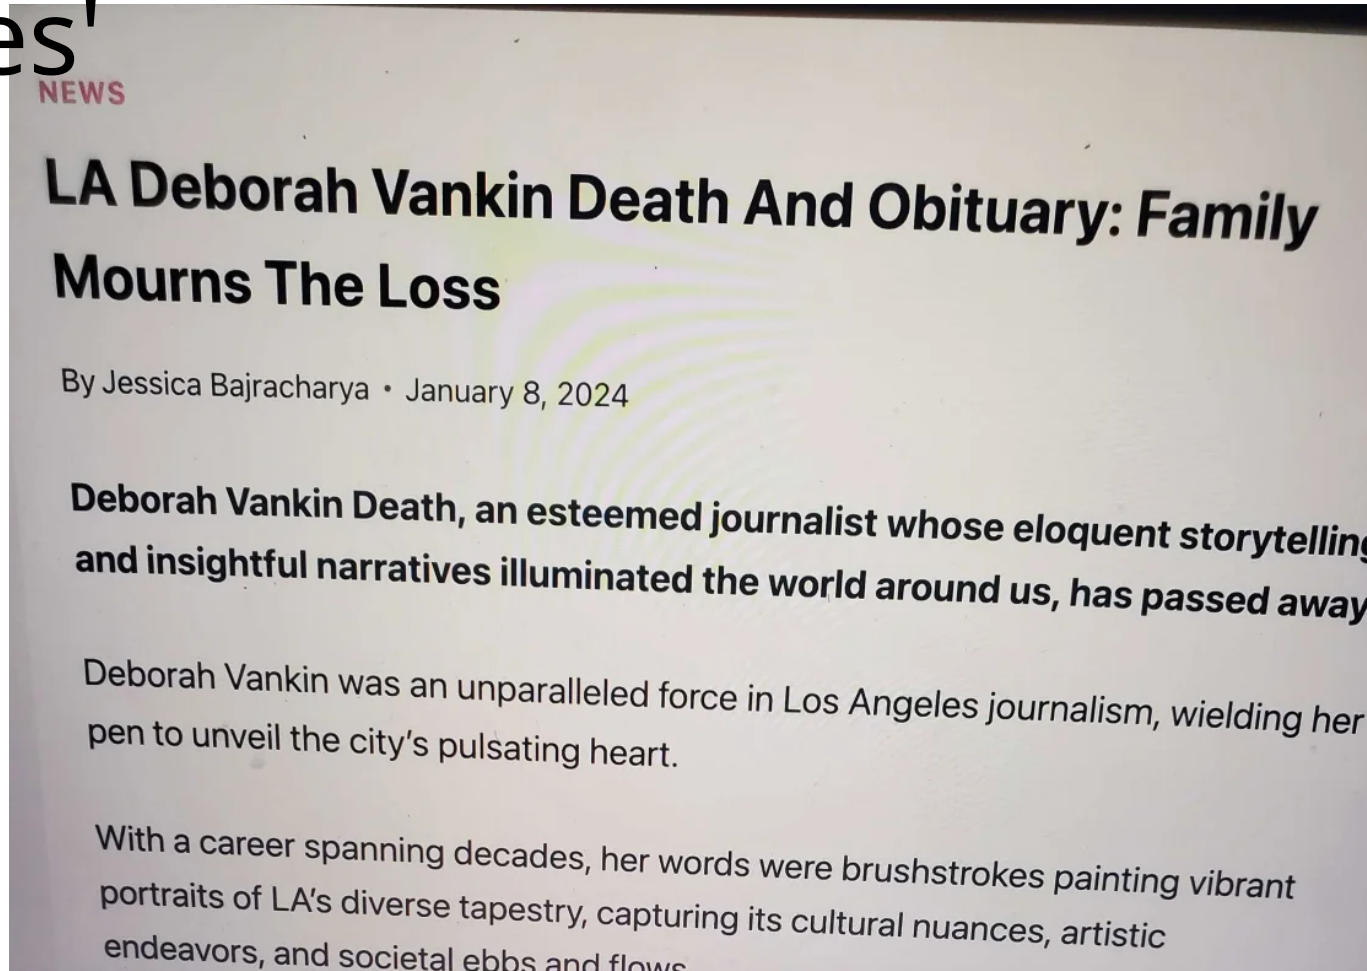 es'
NEWS
LA Deborah Vankin Death And Obituary: Family
Mourns The Loss
By Jessica Bajracharya • January 8, 2024
Deborah Vankin Death, an esteemed journalist whose eloquent storytelling
and insightful narratives illuminated the world around us, has passed away
Deborah Vankin was an unparalleled force in Los Angeles journalism, wielding her
pen to unveil the city’s pulsating heart.
With a career spanning decades, her words were brushstrokes painting vibrant
portraits of LA’s diverse tapestry, capturing its cultural nuances, artistic
endeavors, and societal ebbs and flows